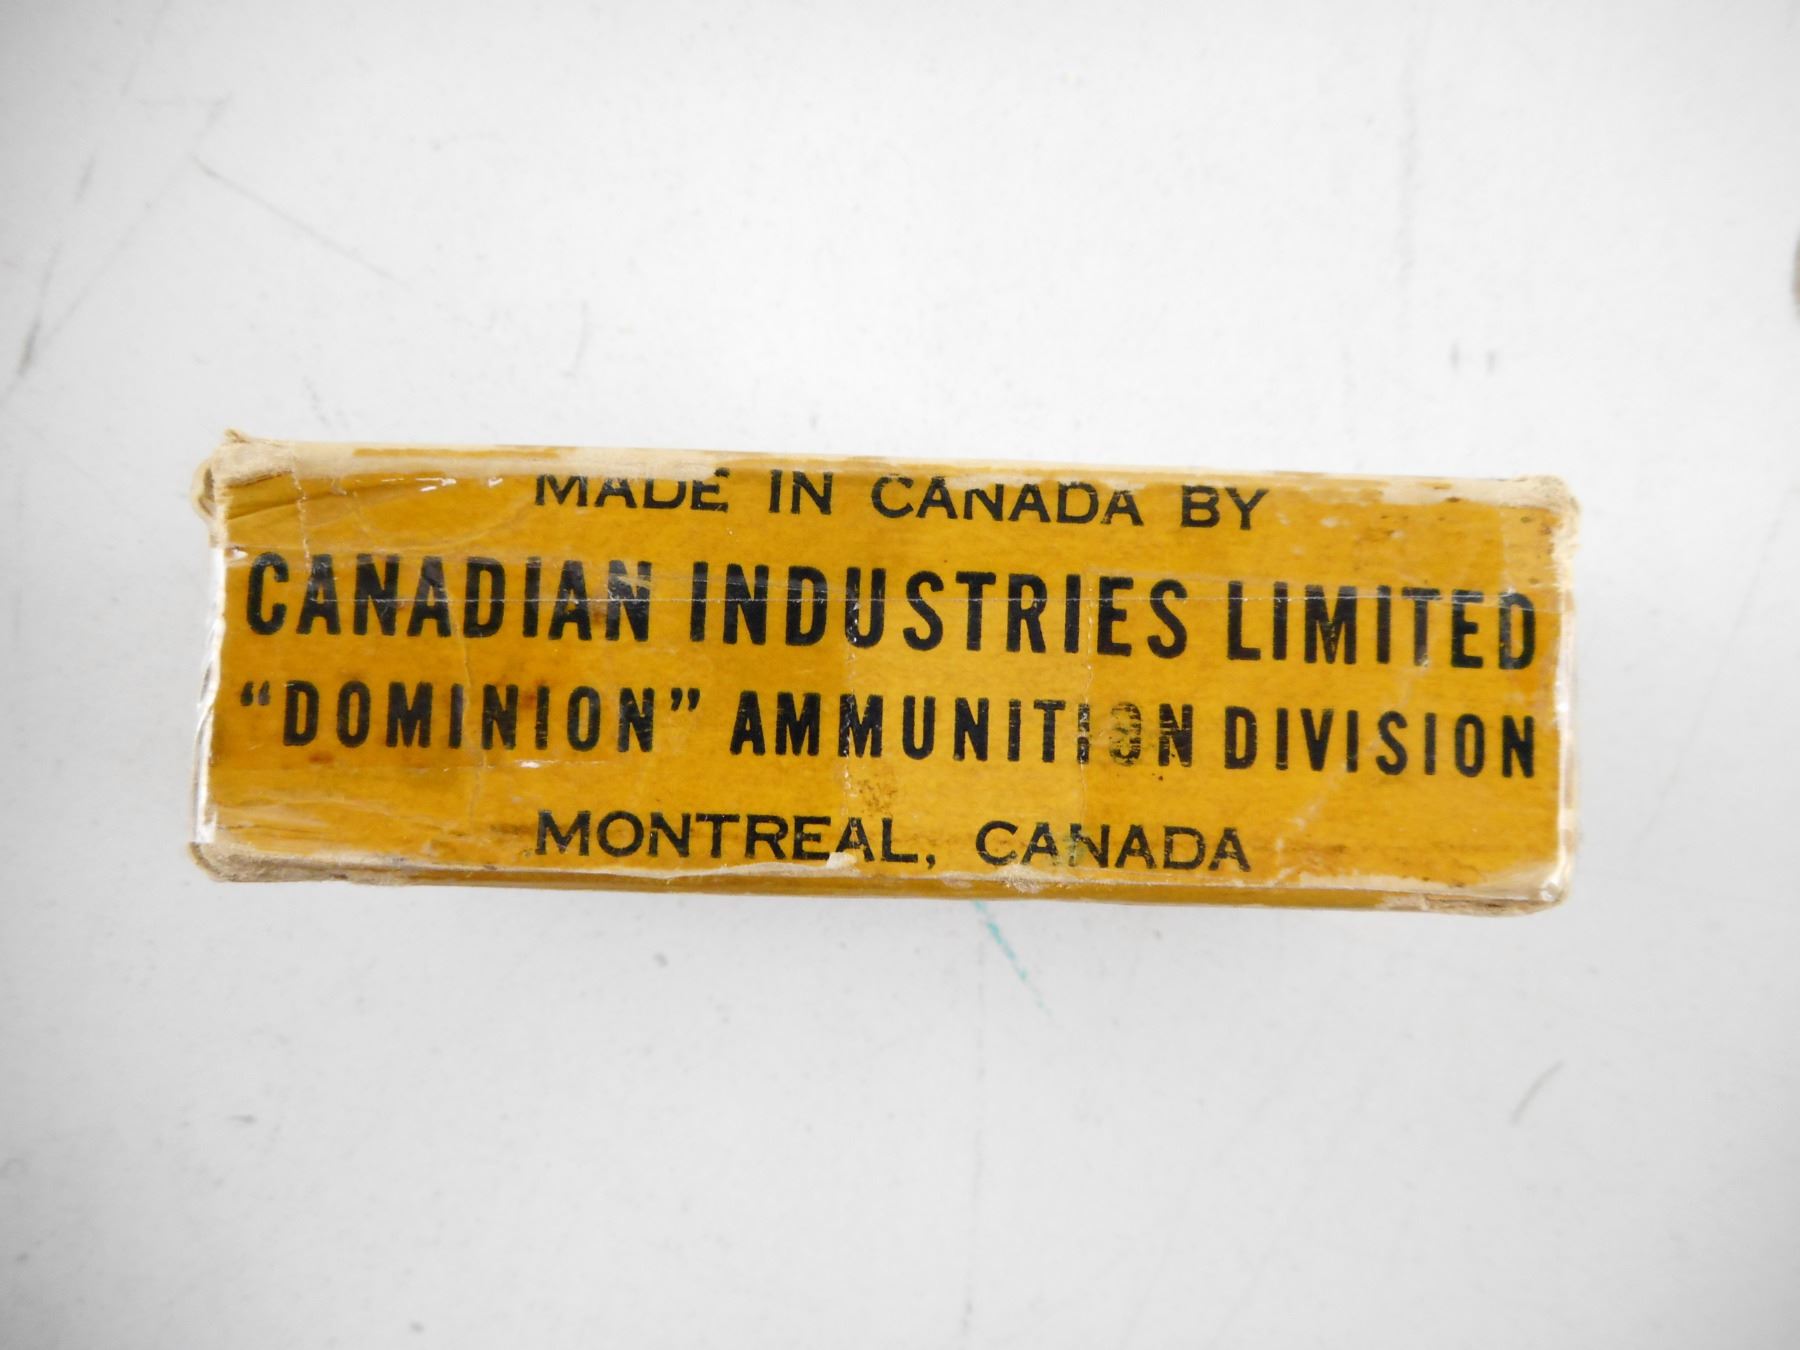 MADE IN CANADA BY
CANADIAN INDUSTRIES LIMITED
"DOMINION" AMMUNITION DIVISION
MONTREAL, CANADA